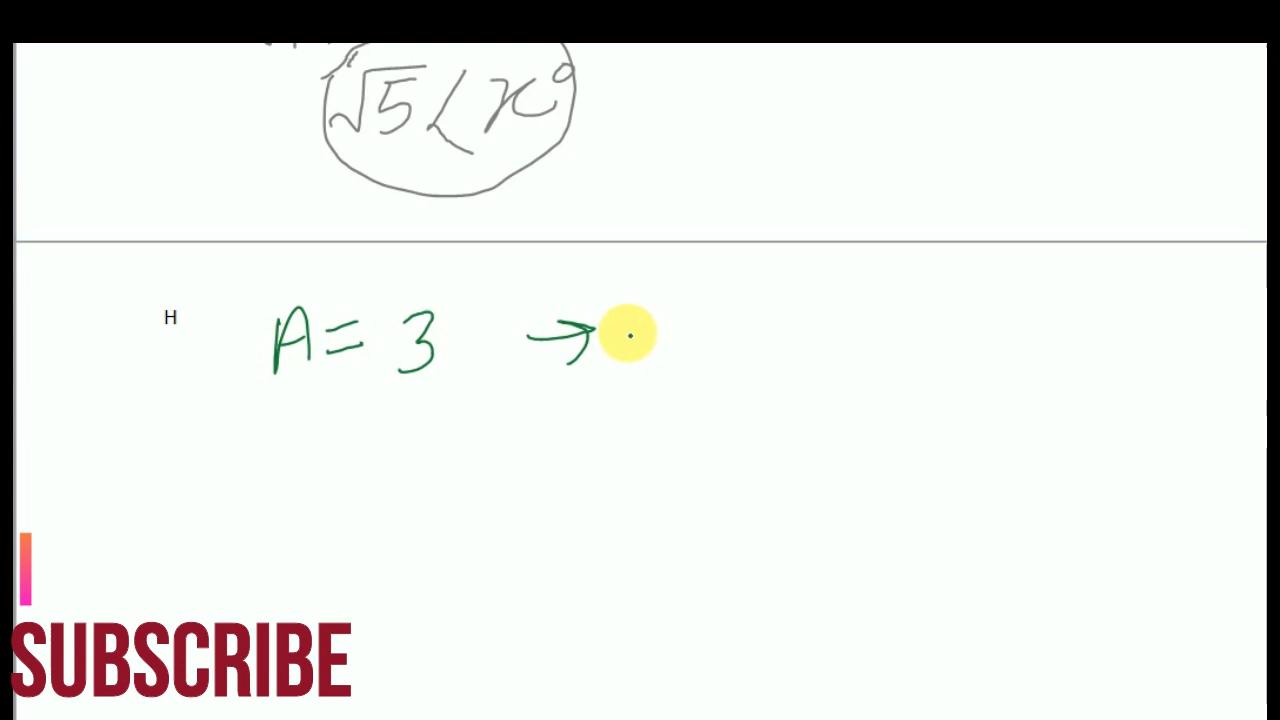 √5 < x°
H
A = 3 →
SUBSCRIBE